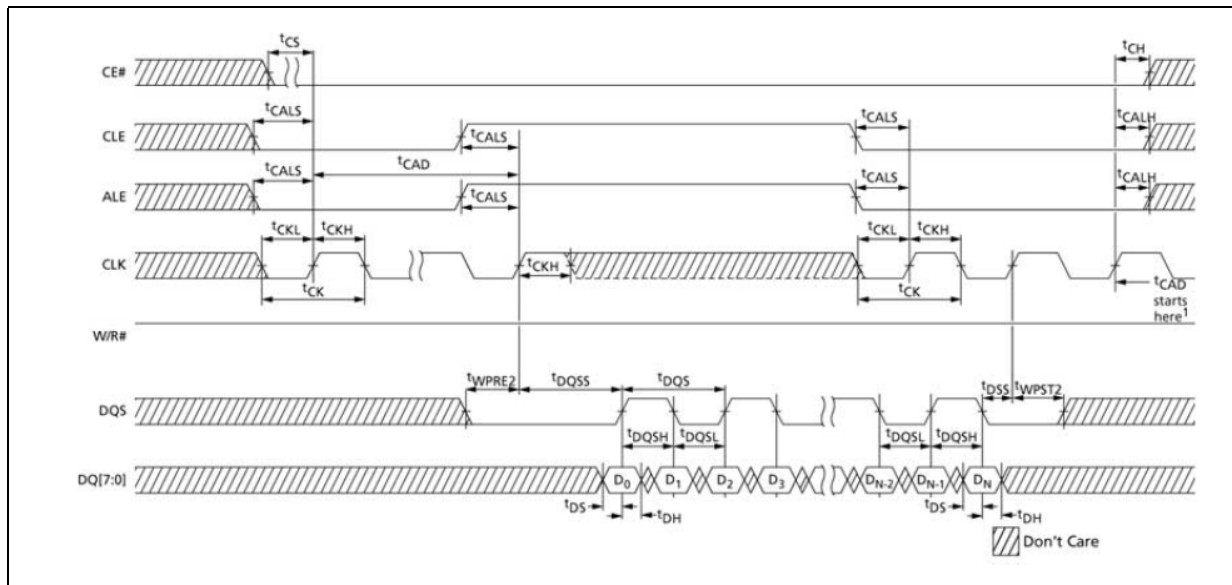 tCS
tCH
CE#
tCALS
tCALS
tCALH
CLE
tCALS
tCAD
tCALS
tCALS
tCALH
ALE
tCALS
tCKL tCKH
tCKL tCKH
CLK
tCKH
tCK
tCK
tCAD
starts
here1
W/R#
tWPRE2 tDQSS tDQS
tDSS tWPST2
DQS
tDQSH tDQSL
tDQSL tDQSH
DQ[7:0]
D0 D1 D2 D3 DN-2 DN-1 DN
tDS tDH
tDS tDH
Don't Care